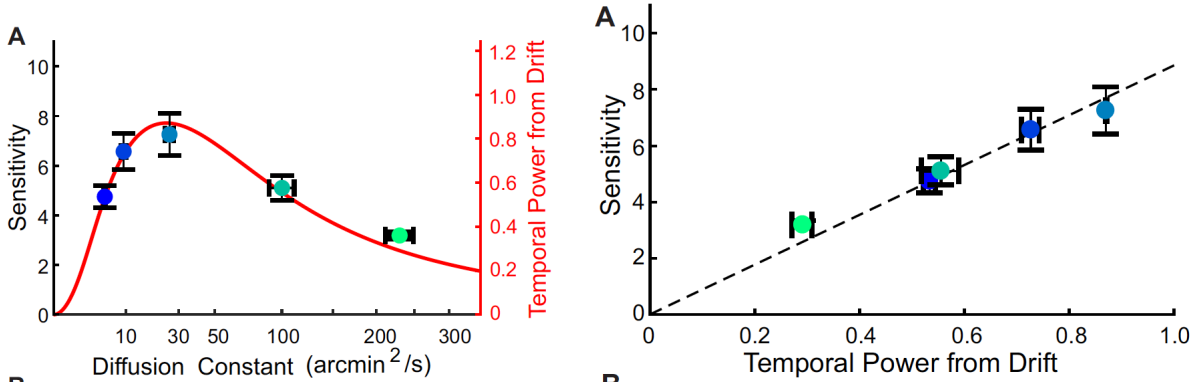 A
Sensitivity
10
8
6
4
2
0
10 30 50 100 200 300
Diffusion Constant (arcmin²/s)
1.2
1.0
0.8
0.6
0.4
0.2
0
Temporal Power from Drift
A
Sensitivity
10
8
6
4
2
0
0 0.2 0.4 0.6 0.8 1.0
Temporal Power from Drift
B
B